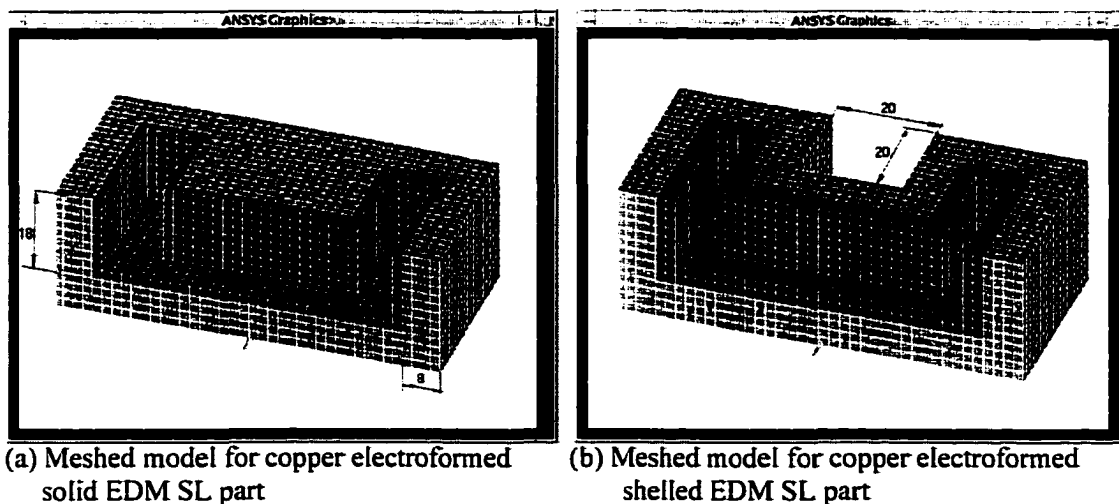 ANSYS Graphics
ANSYS Graphics
18
8
20
20
(a) Meshed model for copper electroformed
solid EDM SL part
(b) Meshed model for copper electroformed
shelled EDM SL part